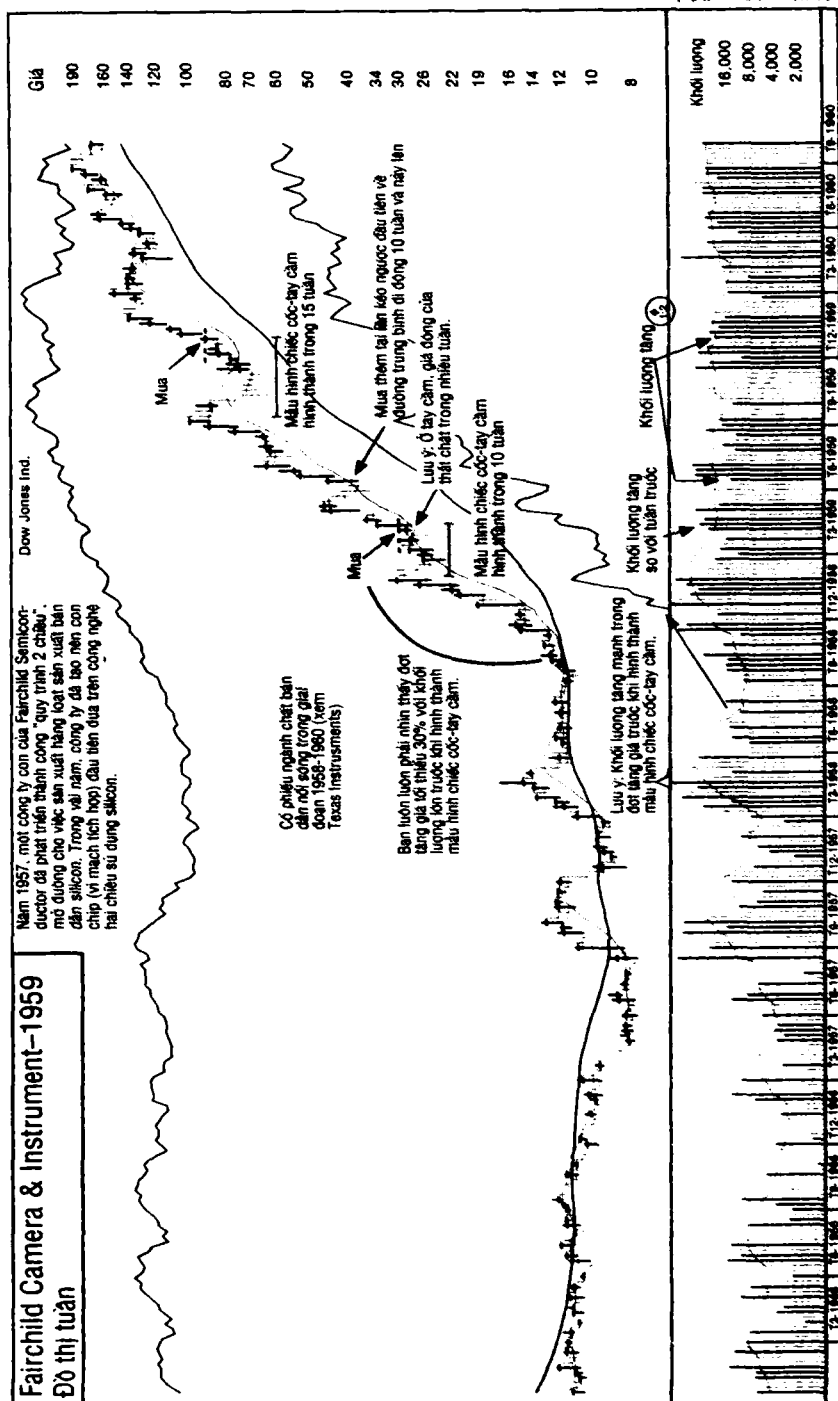 Fairchild Camera & Instrument–1959
Đồ thị tuần
Năm 1957, một công ty con của Fairchild Semicon-
ductor đã phát triển thành công "quy trình 2 chiều",
mở đường cho việc sản xuất hàng loạt sản xuất bán
dẫn silicon. Trong vài năm, công ty đã tạo nên con
chip (vi mạch tích hợp) đầu tiên dựa trên công nghệ
hai chiều sử dụng silicon.
Dow Jones Ind.
Giá
190
160
140
120
100
80
70
60
50
40
34
30
26
22
19
16
14
12
10
8
Cổ phiếu ngành chất bán
dẫn nổi sóng trong giai
đoạn 1958-1960 (xem
Texas Instrusments)
Bạn luôn luôn phải nhìn thấy đợt
tăng giá tối thiểu 30% với khối
lượng lớn trước khi hình thành
mẫu hình chiếc cốc-tay cầm.
Mua
Mua
Mẫu hình chiếc cốc-tay cầm
hình thành trong 15 tuần
Mua thêm tại lần kéo ngược đầu tiên về
đường trung bình di động 10 tuần và nảy lên
Lưu ý: Ở tay cầm, giá đóng cửa
thắt chặt trong nhiều tuần.
Mẫu hình chiếc cốc-tay cầm
hình thành trong 10 tuần
Lưu ý: Khối lượng tăng mạnh trong
đợt tăng giá trước khi hình thành
mẫu hình chiếc cốc-tay cầm.
Khối lượng tăng
so với tuần trước
Khối lượng tăng
Khối lượng
16,000
8,000
4,000
2,000